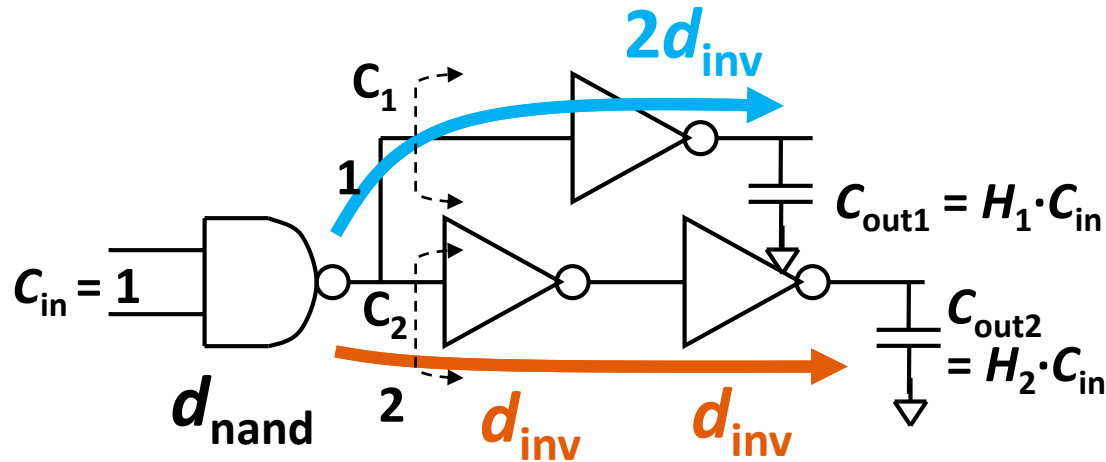 2dinv
C1
1
Cout1 = H1·Cin
Cin = 1
C2
Cout2
= H2·Cin
2
dnand
dinv
dinv